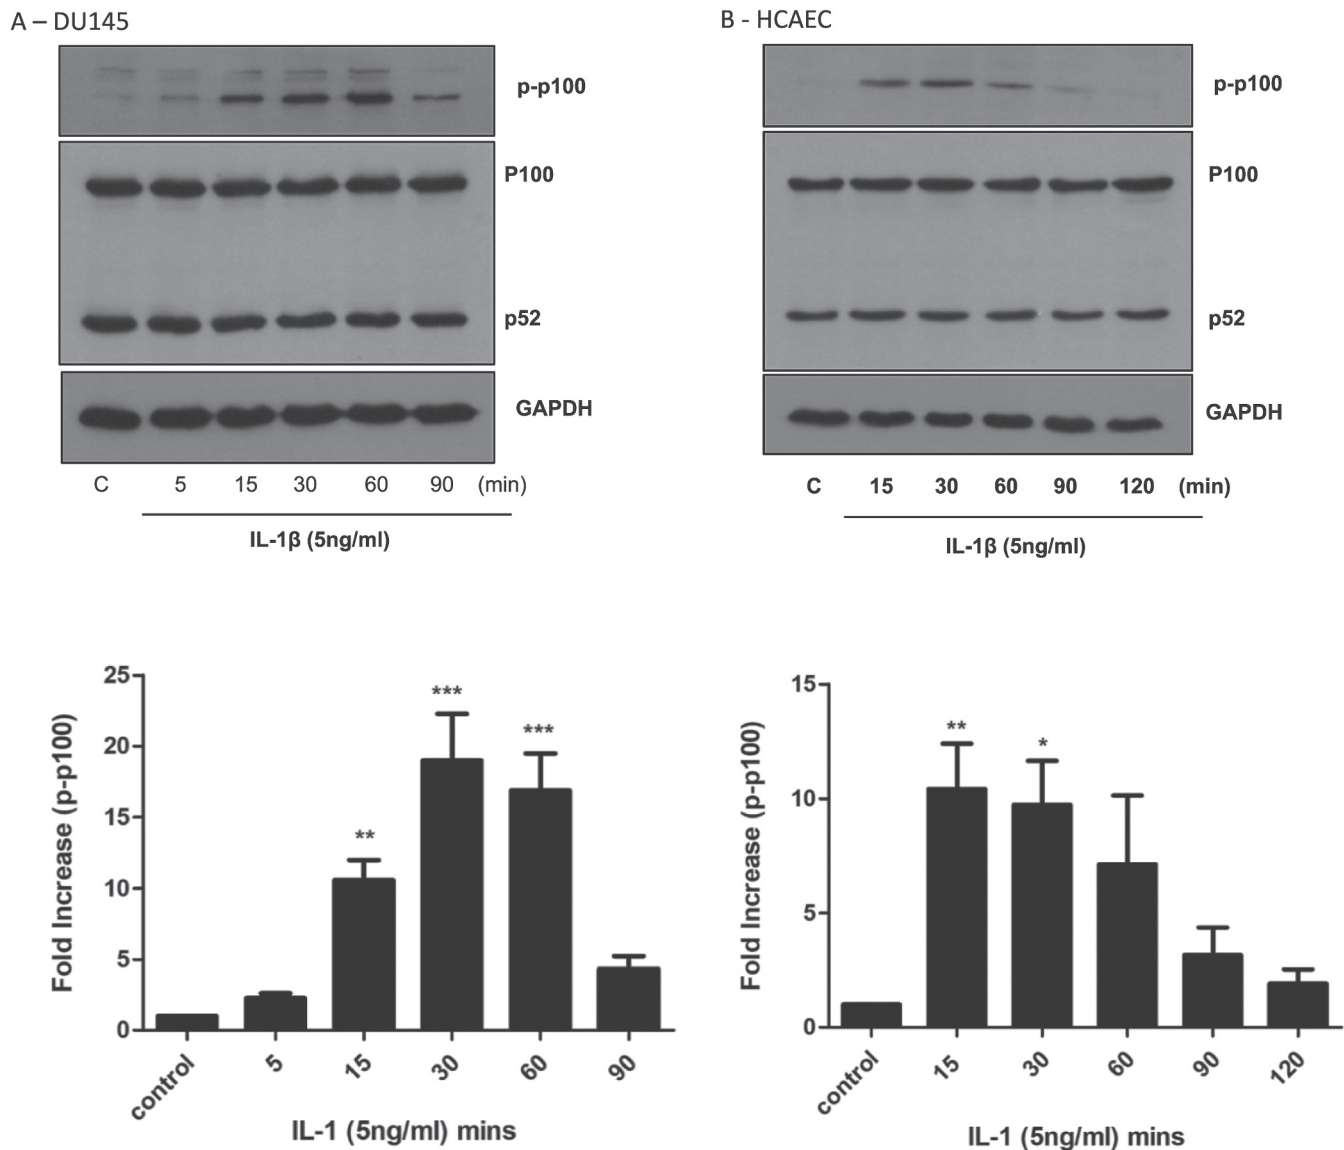 A – DU145
p-p100
P100
p52
GAPDH
C 5 15 30 60 90 (min)
IL-1β (5ng/ml)
Fold Increase (p-p100)
25
20
15
10
5
0
**
***
***
control 5 15 30 60 90
IL-1 (5ng/ml) mins
B - HCAEC
p-p100
P100
p52
GAPDH
C 15 30 60 90 120 (min)
IL-1β (5ng/ml)
Fold Increase (p-p100)
15
10
5
0
**
*
control 15 30 60 90 120
IL-1 (5ng/ml) mins